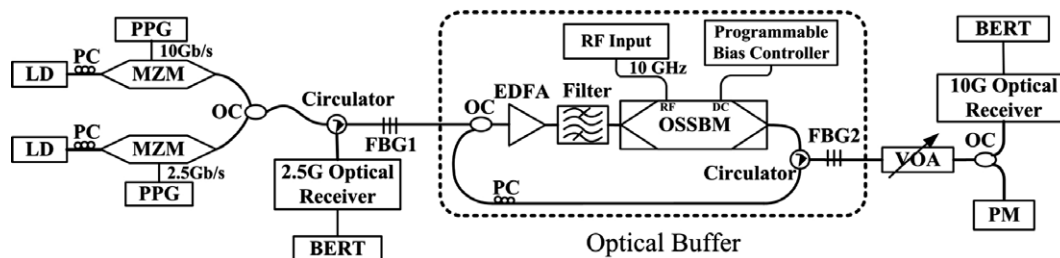 PPG
10Gb/s
PC
LD
MZM
OC
PC
LD
MZM
2.5Gb/s
PPG
Circulator
FBG1
2.5G Optical
Receiver
BERT
RF Input
10 GHz
Programmable
Bias Controller
EDFA
Filter
OC
RF
DC
OSSBM
PC
Circulator
FBG2
Optical Buffer
VOA
BERT
10G Optical
Receiver
OC
PM